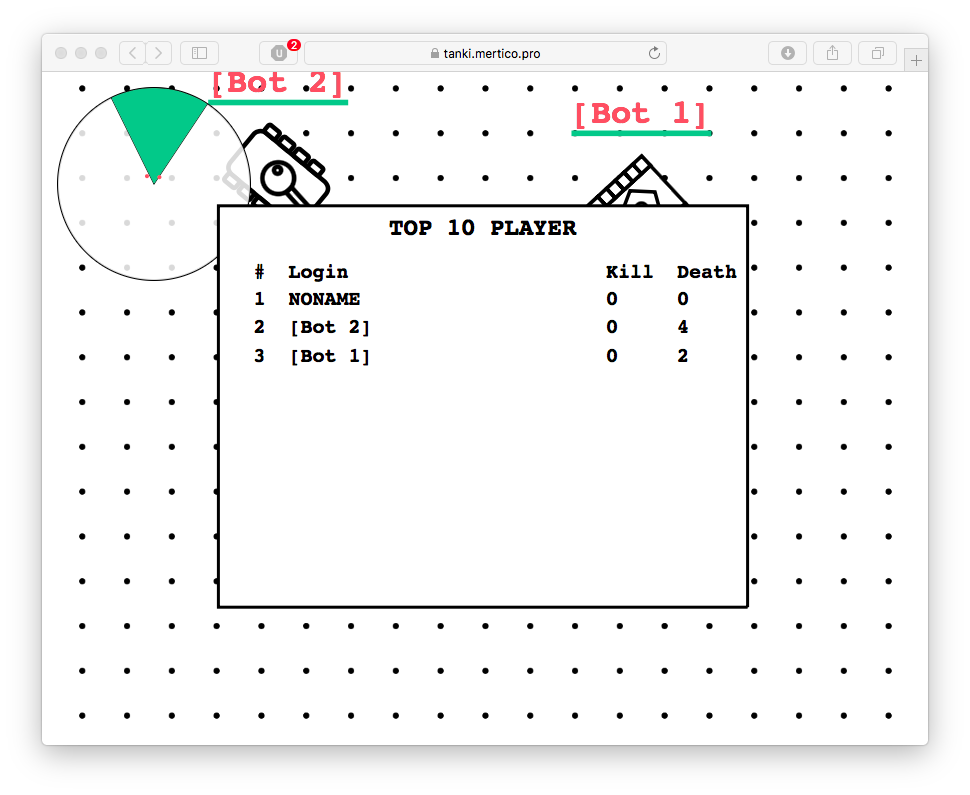 2
tanki.mertico.pro
[Bot 2]
[Bot 1]
TOP 10 PLAYER
# Login Kill Death
1 NONAME 0 0
2 [Bot 2] 0 4
3 [Bot 1] 0 2